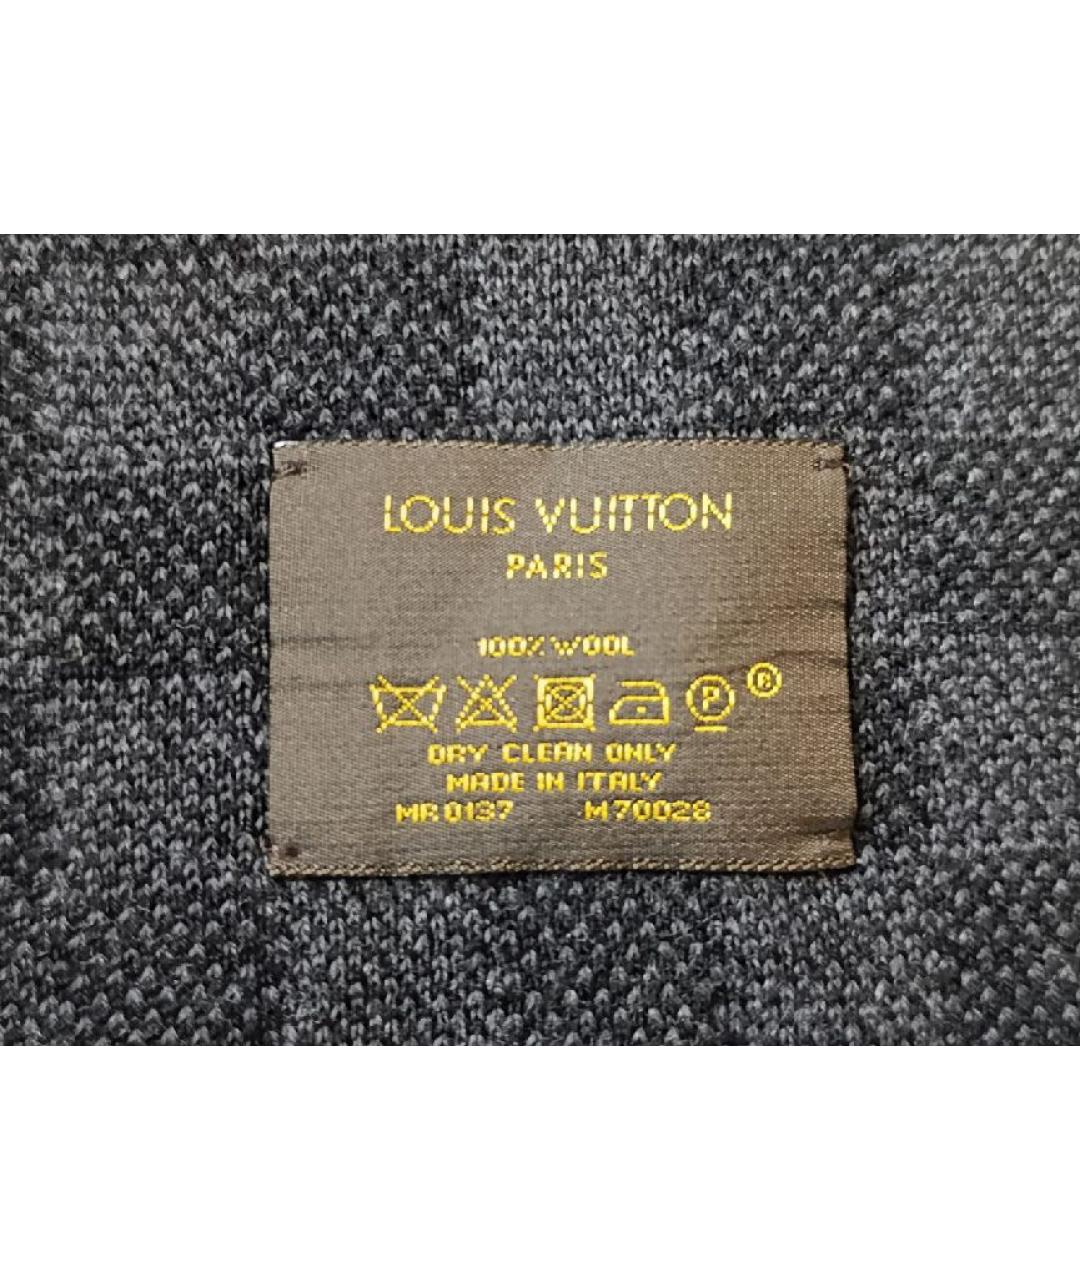 LOUIS VUITTON
PARIS
100% WOOL
P ®
DRY CLEAN ONLY
MADE IN ITALY
MR0137 M70028